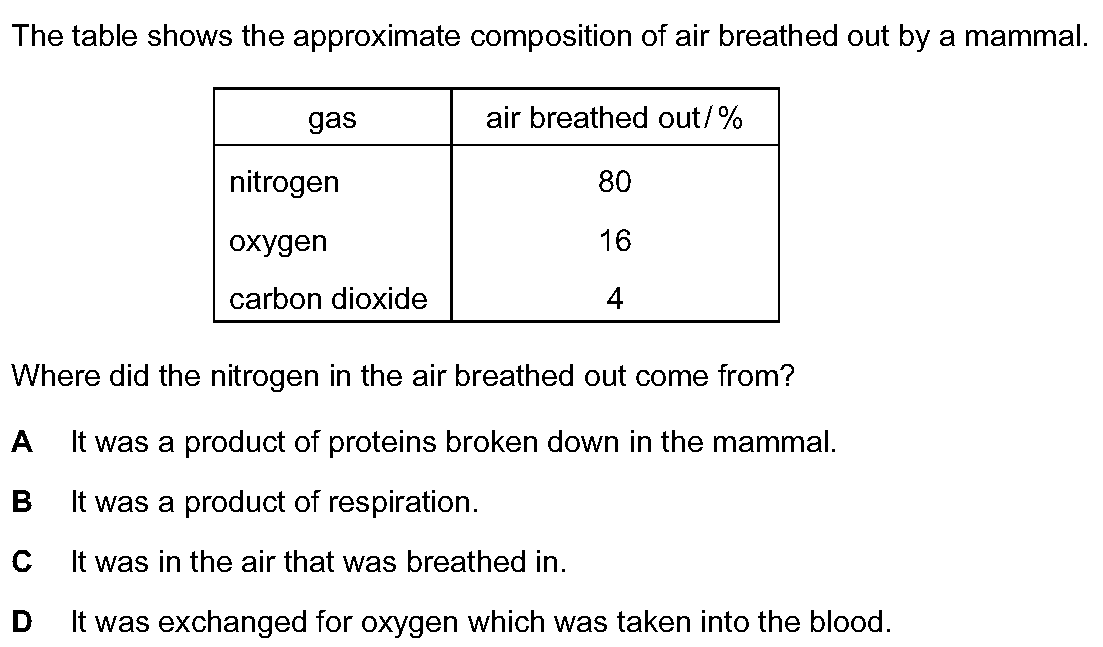 The table shows the approximate composition of air breathed out by a mammal.
gas air breathed out/%
nitrogen 80
oxygen 16
carbon dioxide 4
Where did the nitrogen in the air breathed out come from?
A It was a product of proteins broken down in the mammal.
B It was a product of respiration.
C It was in the air that was breathed in.
D It was exchanged for oxygen which was taken into the blood.